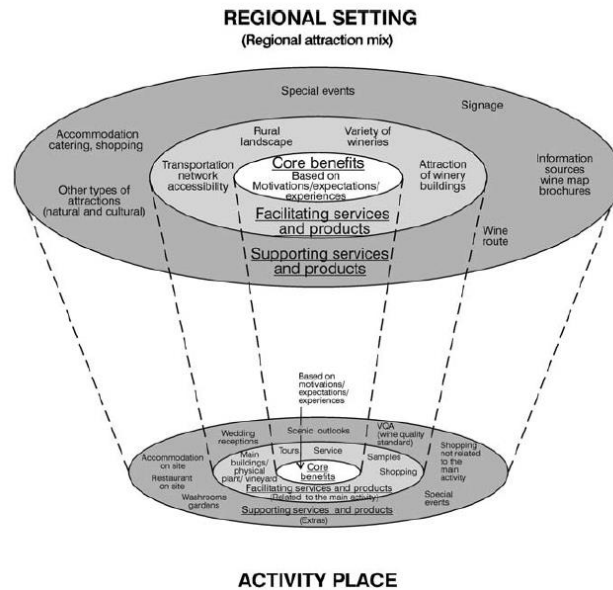 REGIONAL SETTING
(Regional attraction mix)
Special events
Signage
Accommodation
catering, shopping
Rural
landscape
Variety of
wineries
Transportation
network
accessibility
Core benefits
Based on
Motivations/expectations/
experiences
Attraction
of winery
buildings
Information
sources
wine map
brochures
Other types of
attractions
(natural and cultural)
Facilitating services
and products
Wine
route
Supporting services
and products
Based on
motivations/
expectations/
experiences
Wedding
receptions
Scenic outlooks
VQA
(wine quality
standard)
Shopping
not related
to the
main
activity
Accommodation
on site
Main
buildings/
physical
plant/ vineyard
Tours
Service
Samples
Core
benefits
Shopping
Restaurant
on site
Facilitating services and products
(Related to the main activity)
Washrooms
gardens
Special
events
Supporting services and products
(Extras)
ACTIVITY PLACE